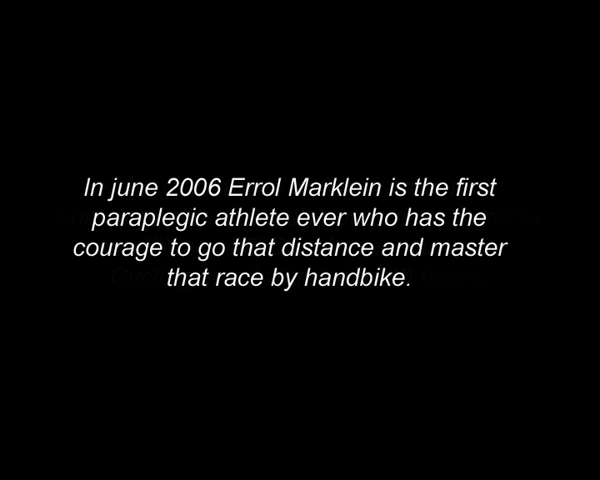 In june 2006 Errol Marklein is the first
paraplegic athlete ever who has the
courage to go that distance and master
that race by handbike.